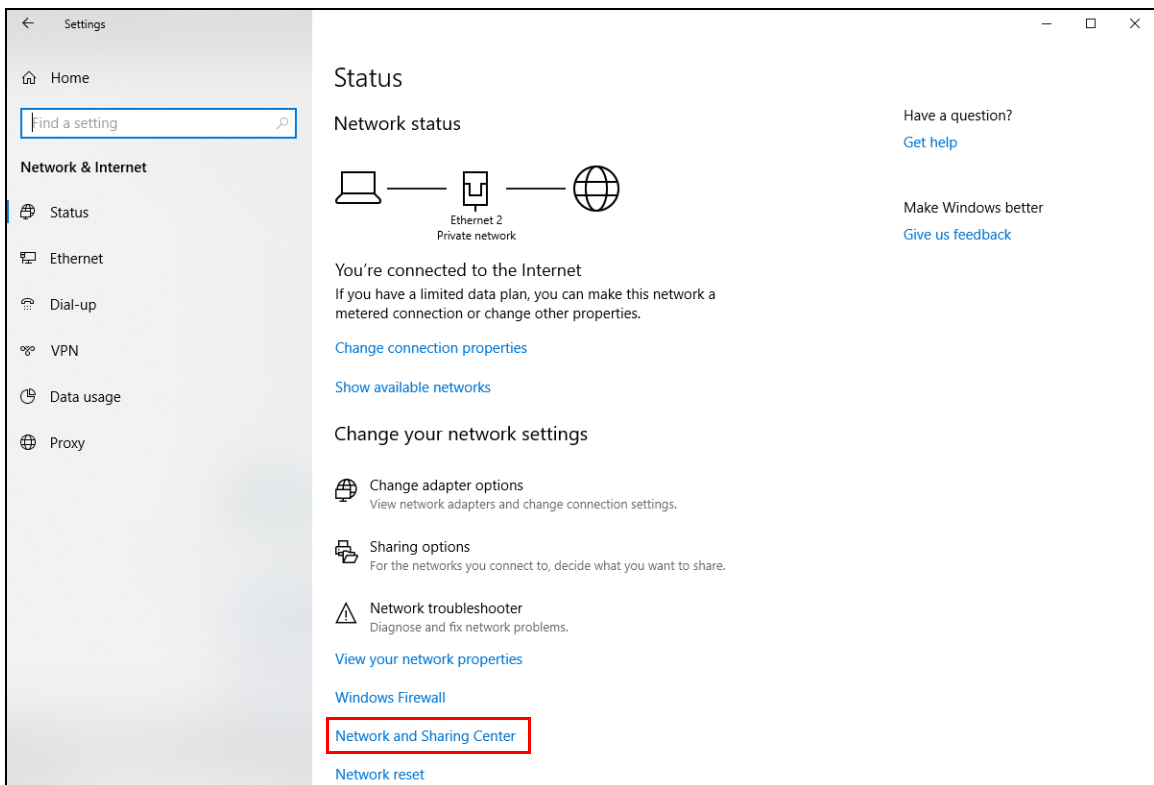 Settings
Home
Find a setting
Network & Internet
Status
Ethernet
Dial-up
VPN
Data usage
Proxy
Status
Network status
Ethernet 2
Private network
You're connected to the Internet
If you have a limited data plan, you can make this network a
metered connection or change other properties.
Change connection properties
Show available networks
Change your network settings
Change adapter options
View network adapters and change connection settings.
Sharing options
For the networks you connect to, decide what you want to share.
Network troubleshooter
Diagnose and fix network problems.
View your network properties
Windows Firewall
Network and Sharing Center
Network reset
Have a question?
Get help
Make Windows better
Give us feedback